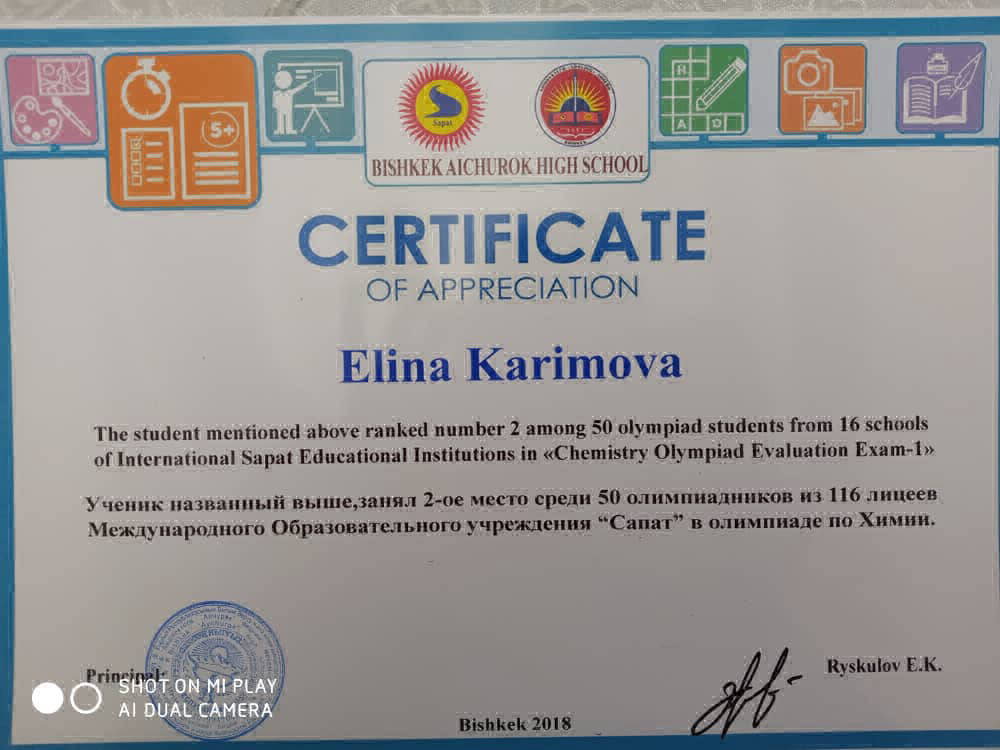 5+
Sapat
BISHKEK AICHUROK HIGH SCHOOL
CERTIFICATE
OF APPRECIATION
Elina Karimova
The student mentioned above ranked number 2 among 50 olympiad students from 16 schools
of International Sapat Educational Institutions in «Chemistry Olympiad Evaluation Exam-1»
Ученик названный выше,занял 2-ое место среди 50 олимпиадников из 116 лицеев
Международного Образовательного учреждения “Сапат” в олимпиаде по Химии.
Principal:
Ryskulov E.K.
SHOT ON MI PLAY
AI DUAL CAMERA
Bishkek 2018